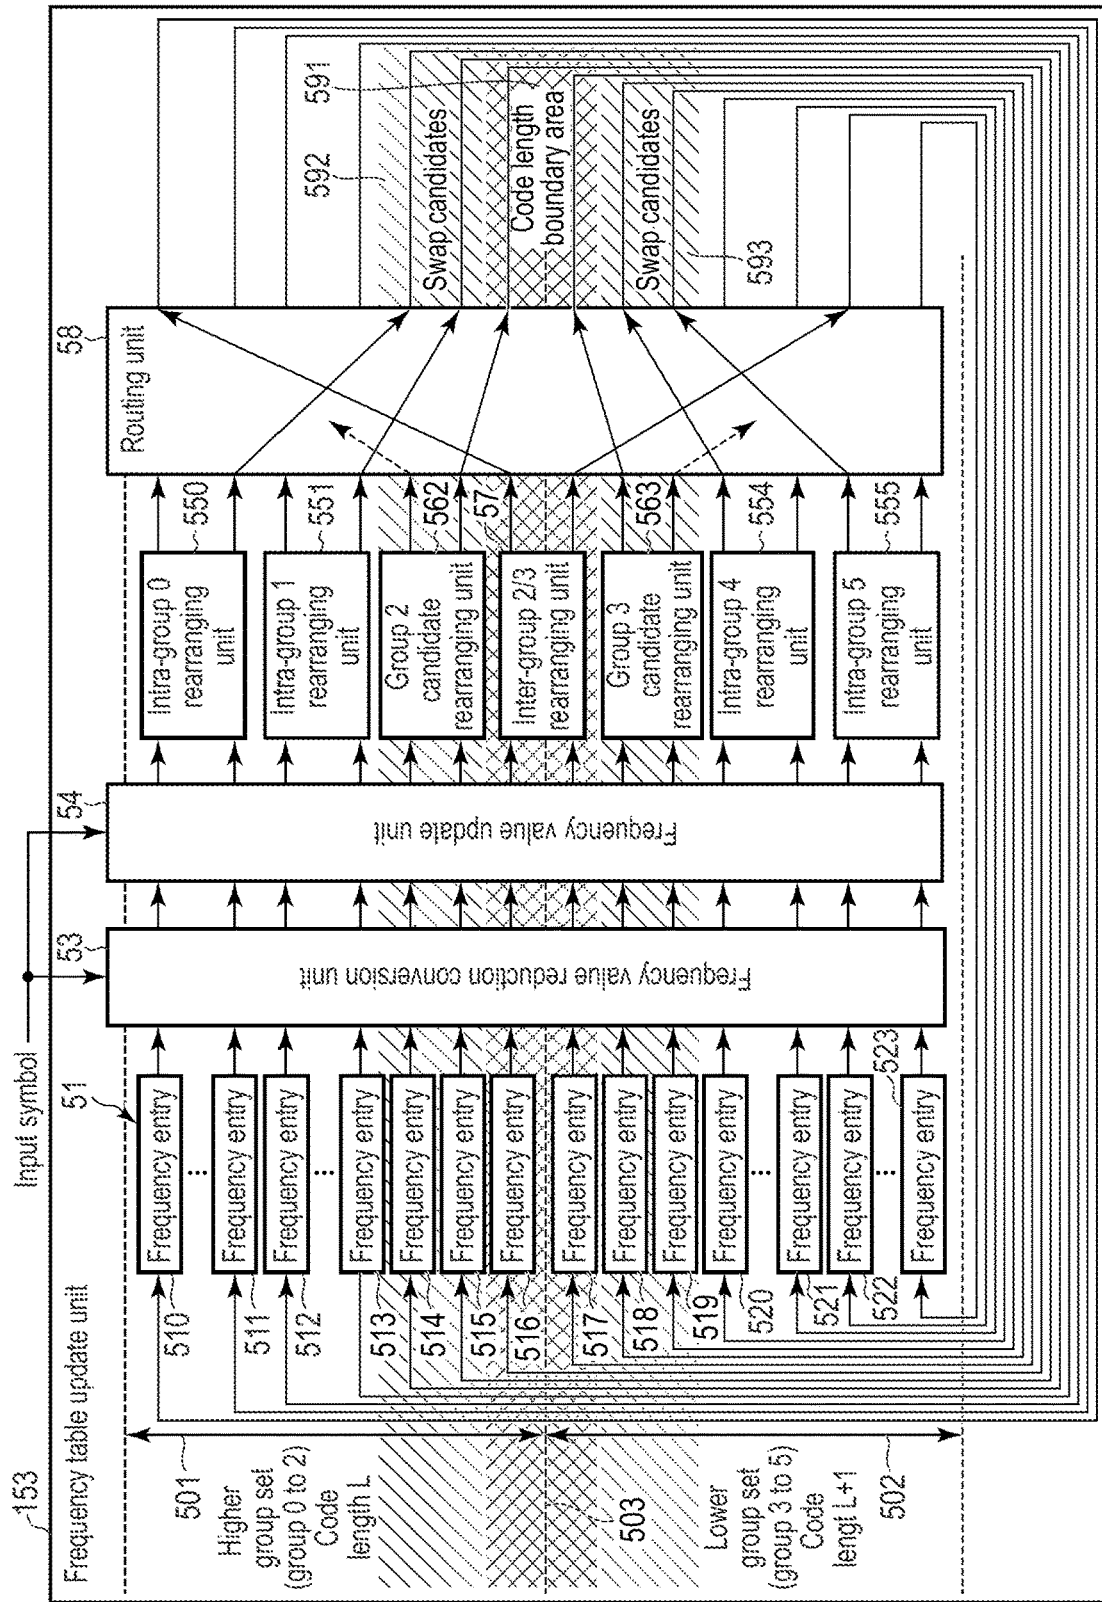 153
Frequency table update unit
Input symbol
51
53
54
58
Higher
group set
(group 0 to 2)
Code
length L
501
503
Lower
group set
(group 3 to 5)
Code
lengt L+1
502
Frequency entry
510
...
Frequency entry
511
Frequency entry
512
...
Frequency entry
513
Frequency entry
514
Frequency entry
515
Frequency entry
516
Frequency entry
517
Frequency entry
518
Frequency entry
519
Frequency entry
520
...
Frequency entry
521
Frequency entry
522
...
Frequency entry
523
Frequency value reduction conversion unit
Frequency value update unit
Intra-group 0
rearranging
unit
550
Intra-group 1
rearranging
unit
551
Group 2
candidate
rearranging unit
562
57
Inter-group 2/3
rearranging unit
Group 3
candidate
rearranging unit
563
Intra-group 4
rearranging
unit
554
Intra-group 5
rearranging
unit
555
Routing unit
592
Swap candidates
591
Code length
boundary area
Swap candidates
593